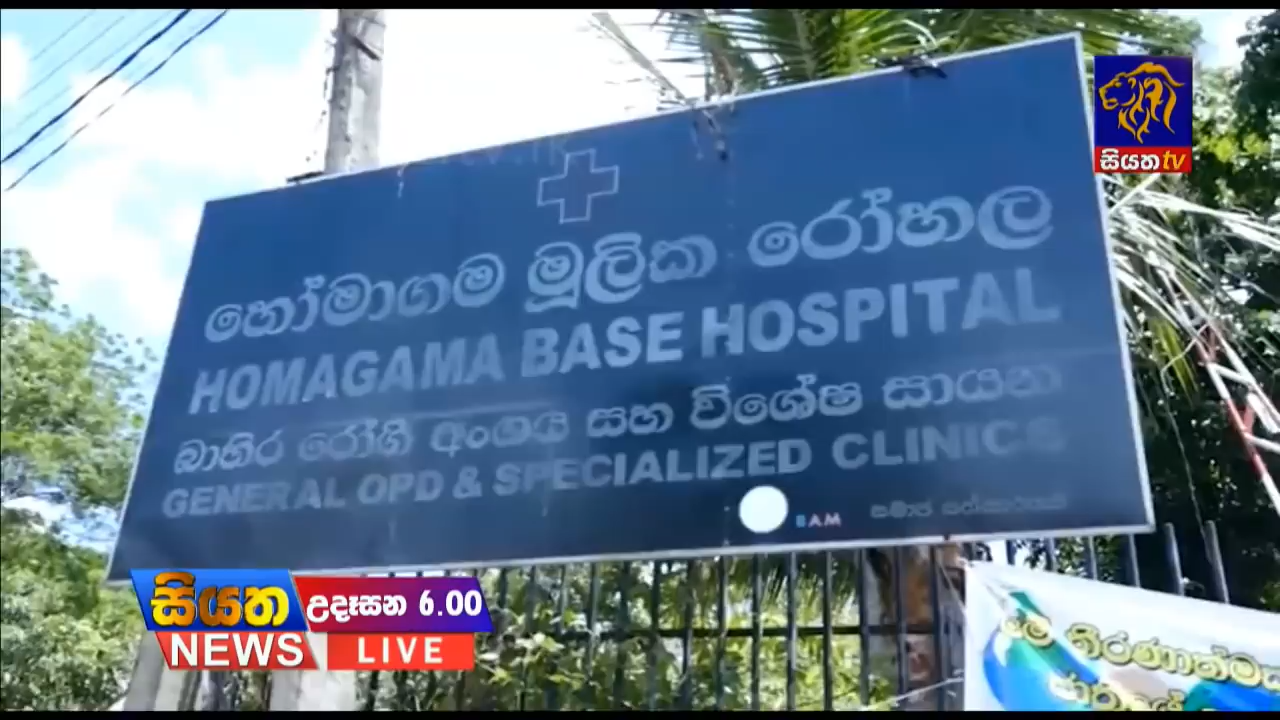 සියත tv
හෝමාගම මූලික රෝහල
HOMAGAMA BASE HOSPITAL
බාහිර රෝගී අංශය සහ විශේෂ සායන
GENERAL OPD & SPECIALIZED CLINICS
BAM
සියත උදෑසන 6.00
NEWS LIVE